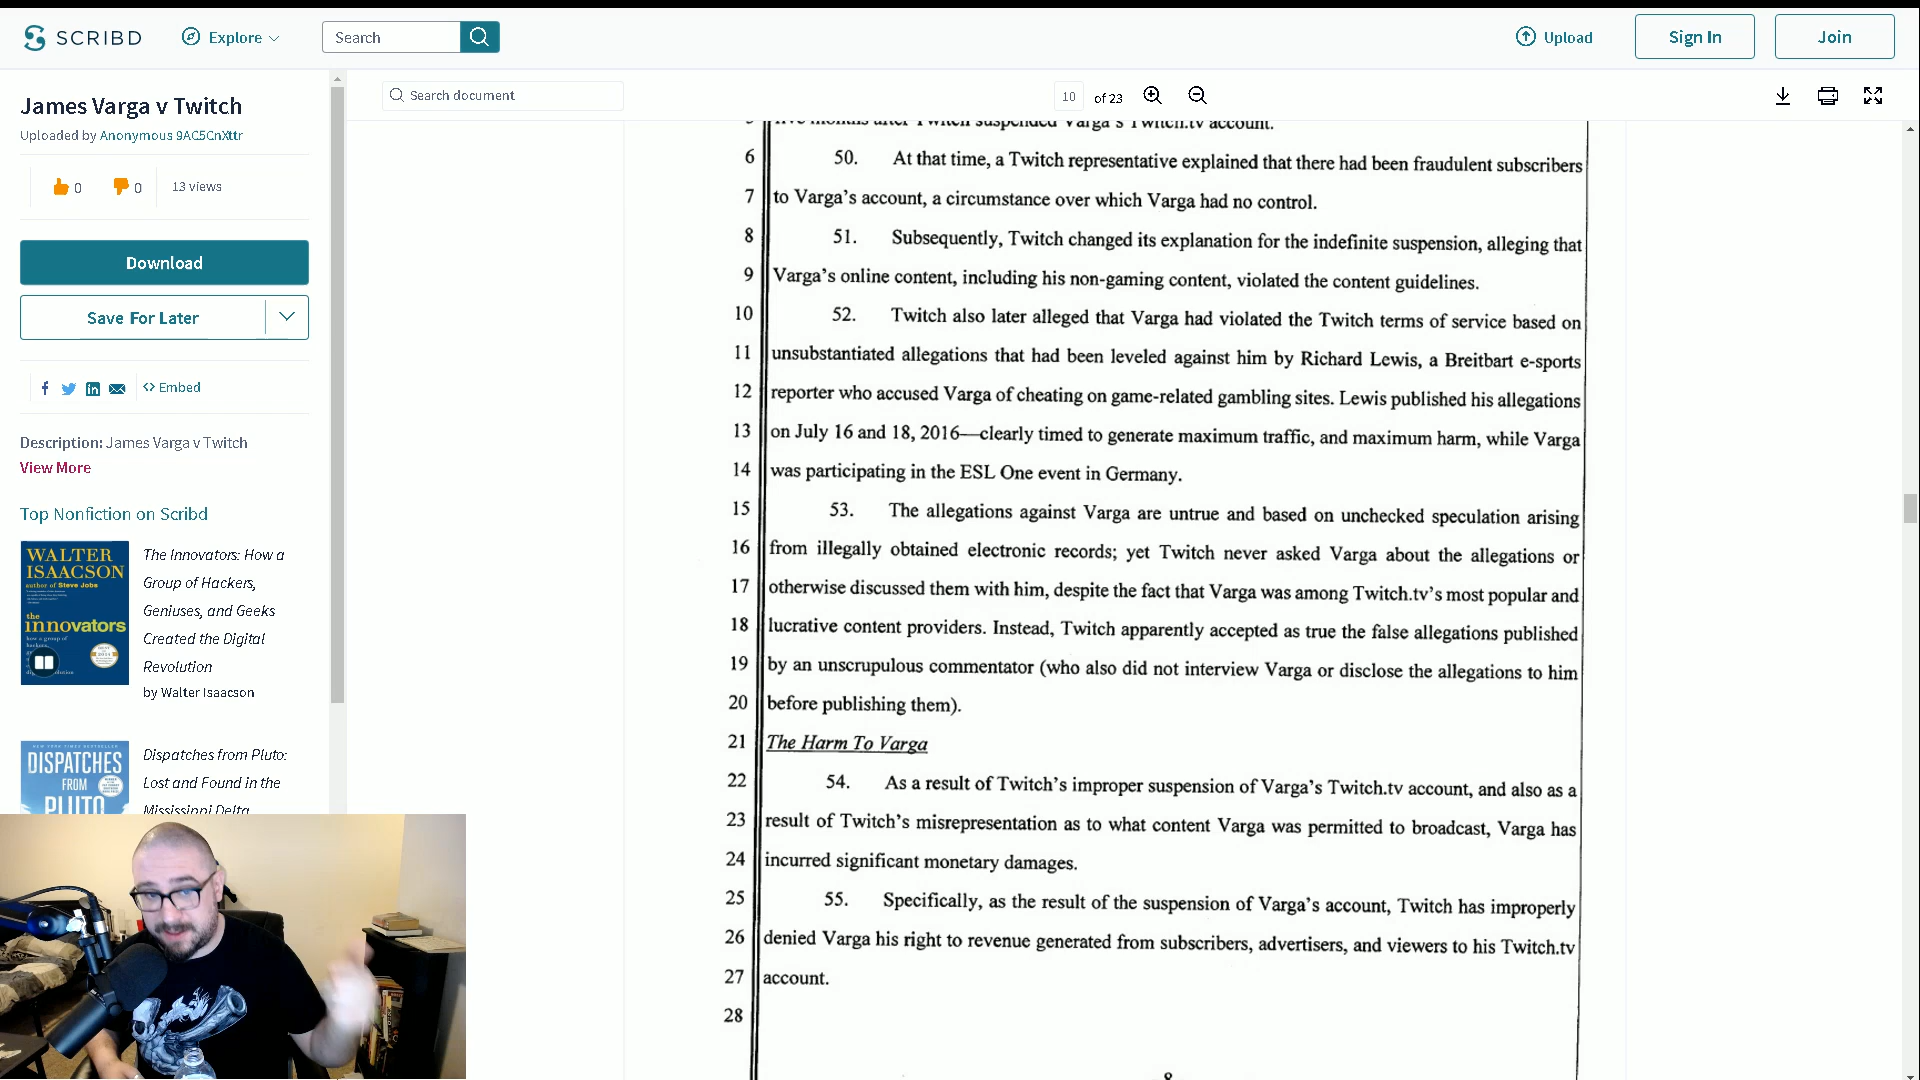 SCRIBD
Explore
Search
Upload
Sign In
Join
James Varga v Twitch
Uploaded by Anonymous 9AC5CnXttr
0
0
13 views
Download
Save For Later
<> Embed
Description: James Varga v Twitch
View More
Top Nonfiction on Scribd
WALTER
ISAACSON
author of Steve Jobs
the
innovators
The Innovators: How a
Group of Hackers,
Geniuses, and Geeks
Created the Digital
Revolution
by Walter Isaacson
DISPATCHES
FROM
PLUTO
Dispatches from Pluto:
Lost and Found in the
Mississippi Delta
Search document
10 of 23
five months after Twitch suspended Varga's Twitch.tv account.
6 50. At that time, a Twitch representative explained that there had been fraudulent subscribers
7 to Varga's account, a circumstance over which Varga had no control.
8 51. Subsequently, Twitch changed its explanation for the indefinite suspension, alleging that
9 Varga's online content, including his non-gaming content, violated the content guidelines.
10 52. Twitch also later alleged that Varga had violated the Twitch terms of service based on
11 unsubstantiated allegations that had been leveled against him by Richard Lewis, a Breitbart e-sports
12 reporter who accused Varga of cheating on game-related gambling sites. Lewis published his allegations
13 on July 16 and 18, 2016—clearly timed to generate maximum traffic, and maximum harm, while Varga
14 was participating in the ESL One event in Germany.
15 53. The allegations against Varga are untrue and based on unchecked speculation arising
16 from illegally obtained electronic records; yet Twitch never asked Varga about the allegations or
17 otherwise discussed them with him, despite the fact that Varga was among Twitch.tv's most popular and
18 lucrative content providers. Instead, Twitch apparently accepted as true the false allegations published
19 by an unscrupulous commentator (who also did not interview Varga or disclose the allegations to him
20 before publishing them).
21 The Harm To Varga
22 54. As a result of Twitch's improper suspension of Varga's Twitch.tv account, and also as a
23 result of Twitch's misrepresentation as to what content Varga was permitted to broadcast, Varga has
24 incurred significant monetary damages.
25 55. Specifically, as the result of the suspension of Varga's account, Twitch has improperly
26 denied Varga his right to revenue generated from subscribers, advertisers, and viewers to his Twitch.tv
27 account.
28
8